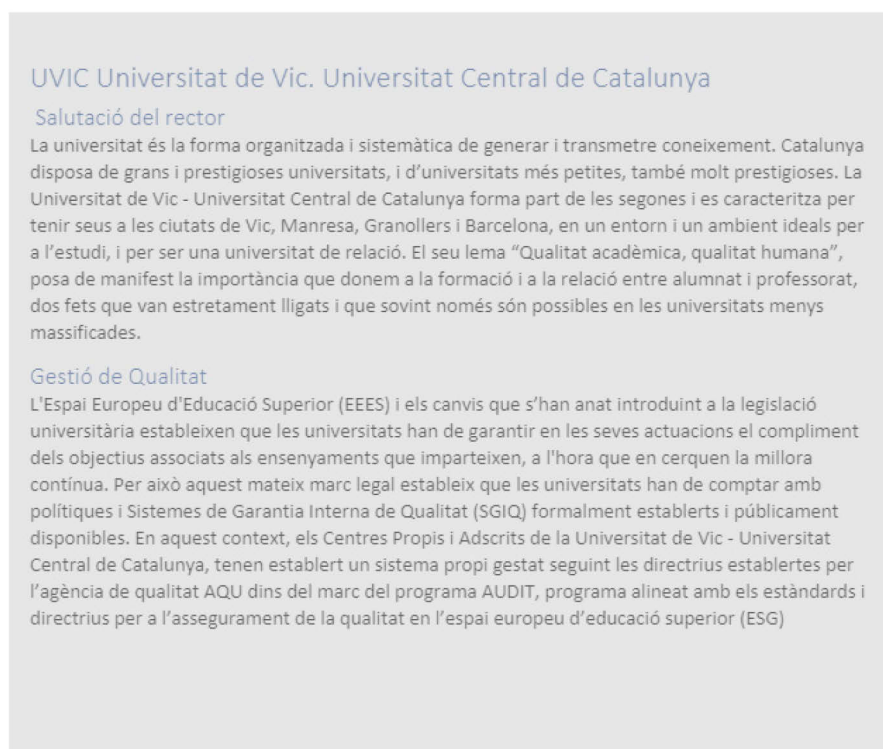 UVIC Universitat de Vic. Universitat Central de Catalunya
Salutació del rector
La universitat és la forma organitzada i sistemàtica de generar i transmetre coneixement. Catalunya
disposa de grans i prestigioses universitats, i d’universitats més petites, també molt prestigioses. La
Universitat de Vic - Universitat Central de Catalunya forma part de les segones i es caracteritza per
tenir seus a les ciutats de Vic, Manresa, Granollers i Barcelona, en un entorn i un ambient ideals per
a l’estudi, i per ser una universitat de relació. El seu lema “Qualitat acadèmica, qualitat humana”,
posa de manifest la importància que donem a la formació i a la relació entre alumnat i professorat,
dos fets que van estretament lligats i que sovint només són possibles en les universitats menys
massificades.
Gestió de Qualitat
L'Espai Europeu d'Educació Superior (EEES) i els canvis que s’han anat introduint a la legislació
universitària estableixen que les universitats han de garantir en les seves actuacions el compliment
dels objectius associats als ensenyaments que imparteixen, a l'hora que en cerquen la millora
contínua. Per això aquest mateix marc legal estableix que les universitats han de comptar amb
polítiques i Sistemes de Garantia Interna de Qualitat (SGIQ) formalment establerts i públicament
disponibles. En aquest context, els Centres Propis i Adscrits de la Universitat de Vic - Universitat
Central de Catalunya, tenen establert un sistema propi gestat seguint les directrius establertes per
l’agència de qualitat AQU dins del marc del programa AUDIT, programa alineat amb els estàndards i
directrius per a l’assegurament de la qualitat en l’espai europeu d’educació superior (ESG)